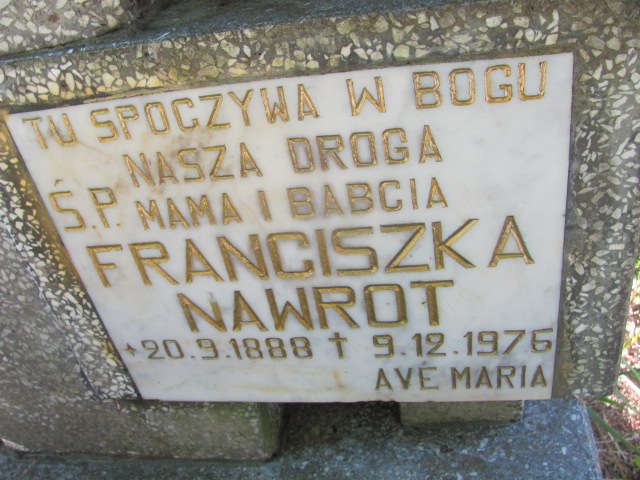 TU SPOCZYWA W BOGU
NASZA DROGA
Ś.P. MAMA I BABCIA
FRANCISZKA
NAWROT
*20.9.1888 † 9.12.1976
AVE MARIA